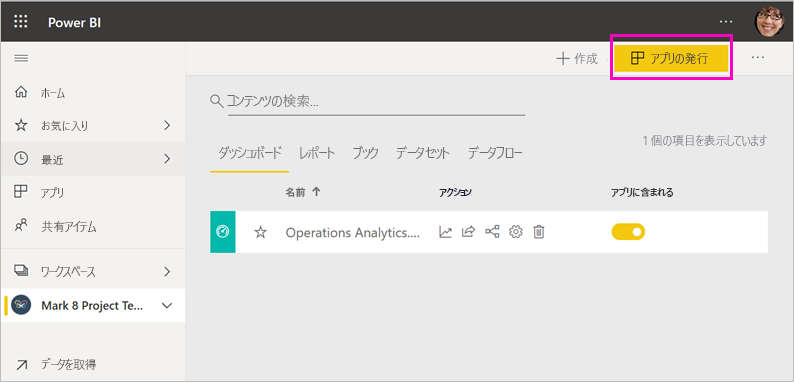 Power BI
作成
アプリの発行
ホーム
お気に入り
最近
アプリ
共有アイテム
ワークスペース
Mark 8 Project Te...
データを取得
コンテンツの検索...
ダッシュボード レポート ブック データセット データフロー
1 個の項目を表示しています
名前 アクション アプリに含まれる
Operations Analytics....